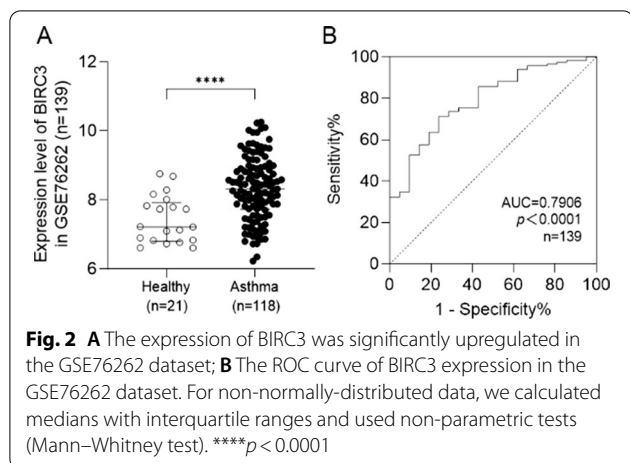 A
Expression level of BIRC3
in GSE76262 (n=139)
12
10
8
6
****
Healthy
(n=21)
Asthma
(n=118)
B
Sensitivity%
100
80
60
40
20
0
AUC=0.7906
p<0.0001
n=139
0 20 40 60 80 100
1 - Specificity%
Fig. 2 A The expression of BIRC3 was significantly upregulated in
the GSE76262 dataset; B The ROC curve of BIRC3 expression in the
GSE76262 dataset. For non-normally-distributed data, we calculated
medians with interquartile ranges and used non-parametric tests
(Mann–Whitney test). ****p < 0.0001